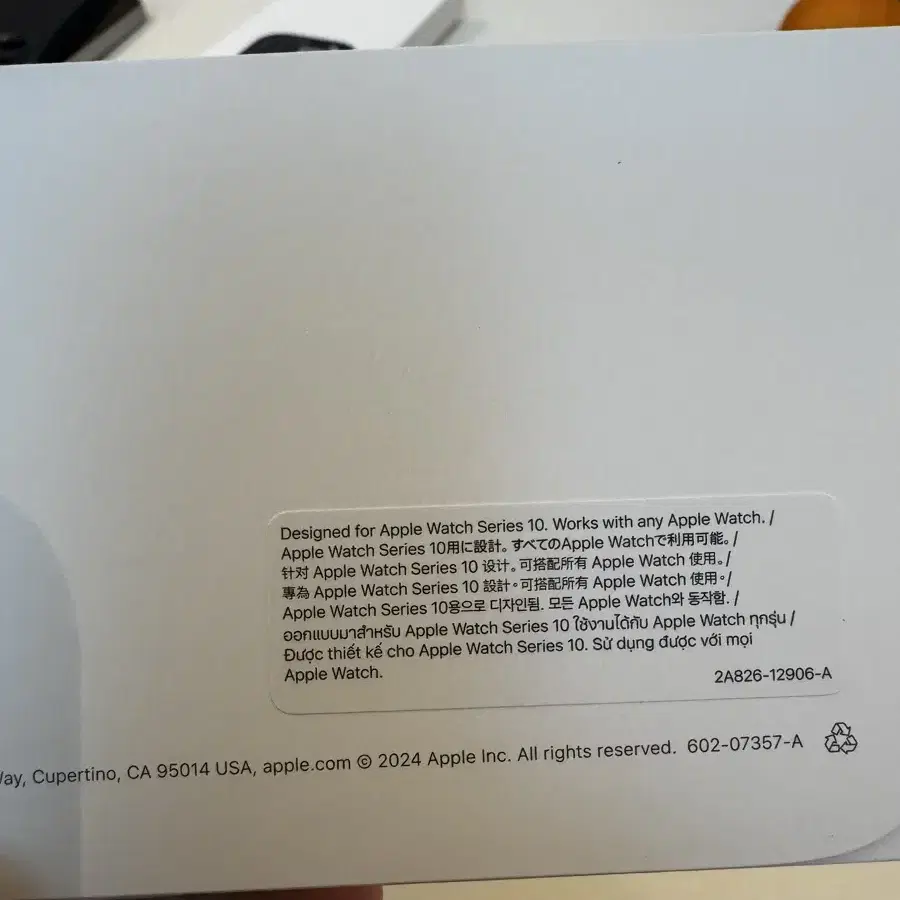 Designed for Apple Watch Series 10. Works with any Apple Watch. /
Apple Watch Series 10用に設計。すべてのApple Watchで利用可能。/
针对 Apple Watch Series 10 设计。可搭配所有 Apple Watch 使用。/
專為 Apple Watch Series 10 設計。可搭配所有 Apple Watch 使用。/
Apple Watch Series 10용으로 디자인됨. 모든 Apple Watch와 동작함. /
ออกแบบมาสำหรับ Apple Watch Series 10 ใช้งานได้กับ Apple Watch ทุกรุ่น /
Được thiết kế cho Apple Watch Series 10. Sử dụng được với mọi
Apple Watch.
2A826-12906-A
Way, Cupertino, CA 95014 USA, apple.com © 2024 Apple Inc. All rights reserved. 602-07357-A